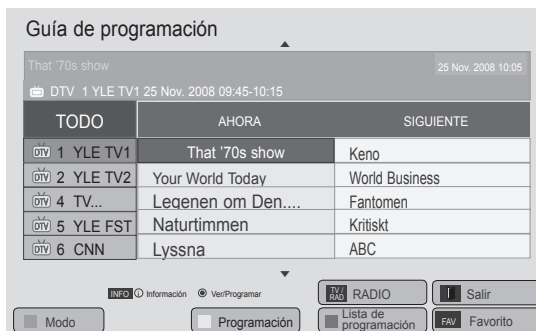 Guía de programación
That '70s show
25 Nov. 2008 10:05
DTV 1 YLE TV1 25 Nov. 2008 09:45-10:15
TODO AHORA SIGUIENTE
DTV 1 YLE TV1 That '70s show Keno
DTV 2 YLE TV2 Your World Today World Business
DTV 4 TV... Legenen om Den.... Fantomen
DTV 5 YLE FST Naturtimmen Kritiskt
DTV 6 CNN Lyssna ABC
INFO i Información Ver/Programar TV/RAD RADIO Salir
Modo Programación Lista de programación FAV Favorito